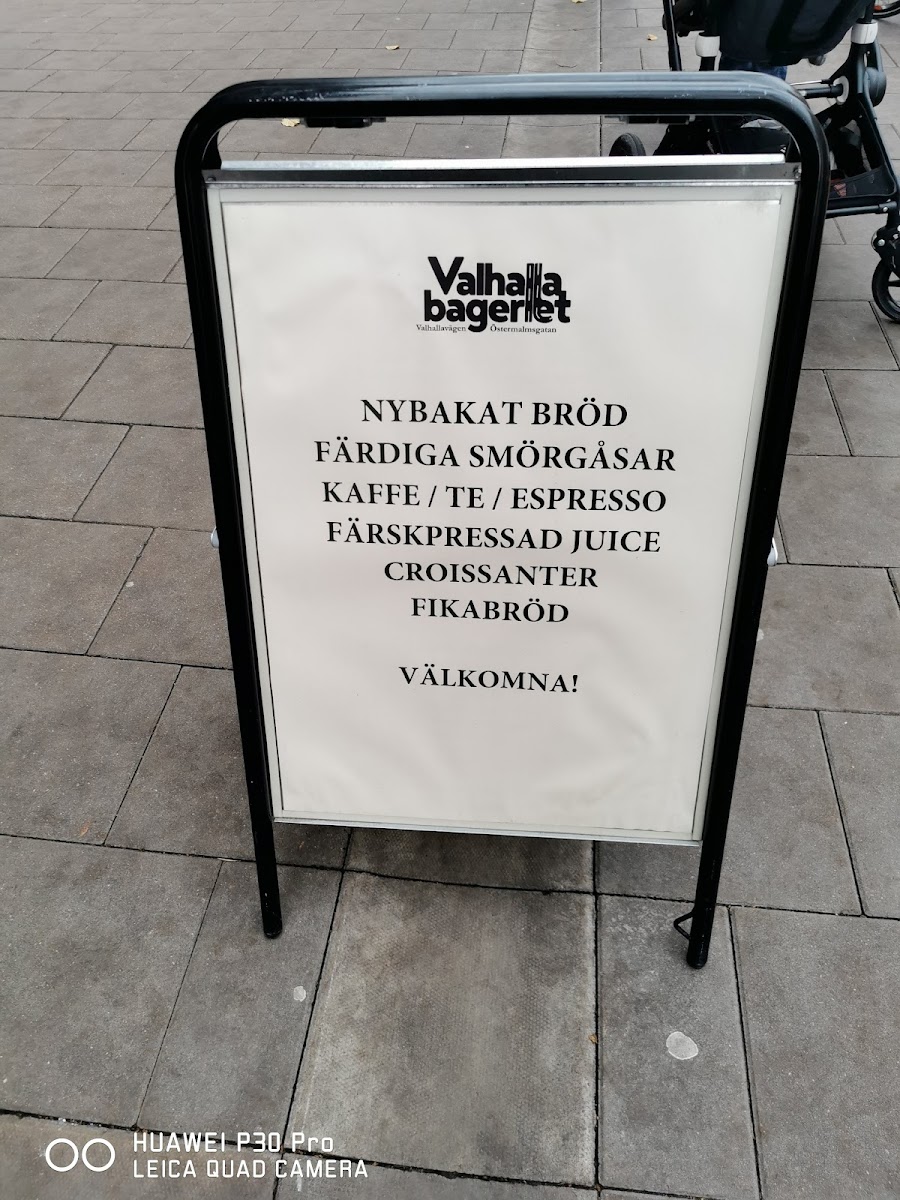 Valhalla
bageriet
Valhallavägen Östermalmsgatan
NYBAKAT BRÖD
FÄRDIGA SMÖRGÅSAR
KAFFE / TE / ESPRESSO
FÄRSKPRESSAD JUICE
CROISSANTER
FIKABRÖD
VÄLKOMNA!
HUAWEI P30 Pro
LEICA QUAD CAMERA